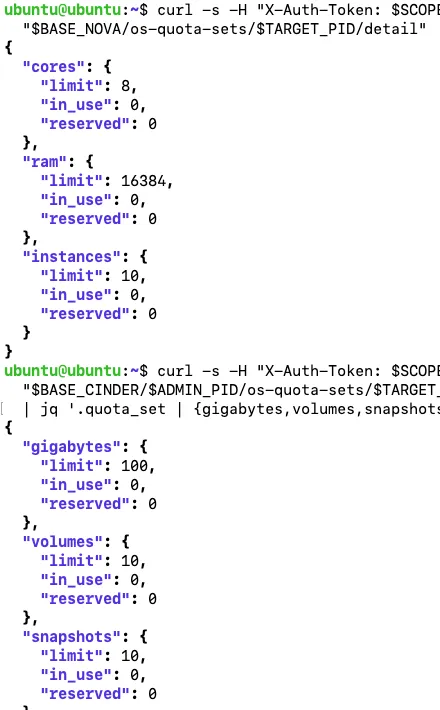 ubuntu@ubuntu:~$ curl -s -H "X-Auth-Token: $SCOPE
  "$BASE_NOVA/os-quota-sets/$TARGET_PID/detail"
{
  "cores": {
    "limit": 8,
    "in_use": 0,
    "reserved": 0
  },
  "ram": {
    "limit": 16384,
    "in_use": 0,
    "reserved": 0
  },
  "instances": {
    "limit": 10,
    "in_use": 0,
    "reserved": 0
  }
}
ubuntu@ubuntu:~$ curl -s -H "X-Auth-Token: $SCOPE
  "$BASE_CINDER/$ADMIN_PID/os-quota-sets/$TARGET_
[ | jq '.quota_set | {gigabytes,volumes,snapshots
{
  "gigabytes": {
    "limit": 100,
    "in_use": 0,
    "reserved": 0
  },
  "volumes": {
    "limit": 10,
    "in_use": 0,
    "reserved": 0
  },
  "snapshots": {
    "limit": 10,
    "in_use": 0,
    "reserved": 0